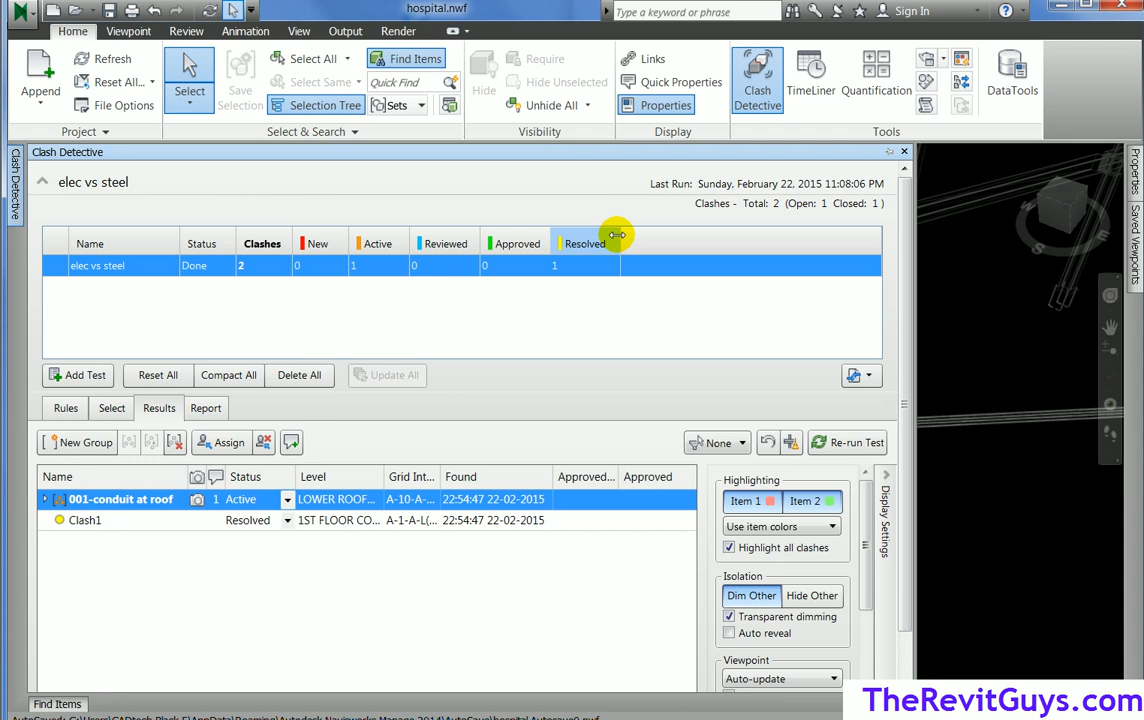 hospital.nwf
Type a keyword or phrase
Sign In
Home Viewpoint Review Animation View Output Render
Append
Refresh
Reset All...
File Options
Project
Select
Save Selection
Select All
Select Same
Selection Tree
Find Items
Quick Find
Sets
Select & Search
Hide
Require
Hide Unselected
Unhide All
Visibility
Links
Quick Properties
Properties
Display
Clash Detective
TimeLiner
Quantification
DataTools
Tools
Clash Detective
Clash Detective
Properties
Saved Viewpoints
elec vs steel
Last Run: Sunday, February 22, 2015 11:08:06 PM
Clashes - Total: 2 (Open: 1 Closed: 1 )
Name Status Clashes New Active Reviewed Approved Resolved
elec vs steel Done 2 0 1 0 0 1
Add Test Reset All Compact All Delete All Update All
Rules Select Results Report
New Group Assign None Re-run Test
Name Status Level Grid Int... Found Approved... Approved
001-conduit at roof 1 Active LOWER ROOF... A-10-A-... 22:54:47 22-02-2015
Clash1 Resolved 1ST FLOOR CO... A-1-A-L(... 22:54:47 22-02-2015
Highlighting
Item 1 Item 2
Use item colors
Highlight all clashes
Isolation
Dim Other Hide Other
Transparent dimming
Auto reveal
Viewpoint
Auto-update
Display Settings
Find Items
TheRevitGuys.com